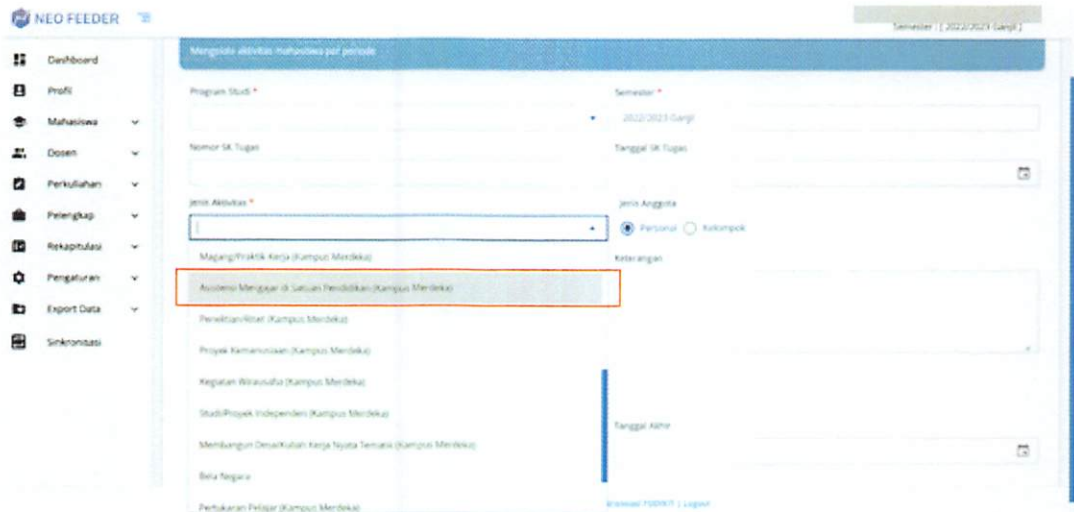 NEO FEEDER
Semester : [ 2022/2023 Ganjil ]
Dashboard
Profil
Mahasiswa
Dosen
Perkuliahan
Pelengkap
Rekapitulasi
Pengaturan
Export Data
Sinkronisasi
Mengelola aktivitas mahasiswa per periode
Program Studi *
Semester *
2022/2023 Ganjil
Nomor SK Tugas
Tanggal SK Tugas
Jenis Aktivitas *
Jenis Anggota
Personal
Kelompok
Magang/Praktik Kerja (Kampus Merdeka)
Keterangan
Asistensi Mengajar di Satuan Pendidikan (Kampus Merdeka)
Penelitian/Riset (Kampus Merdeka)
Proyek Kemanusiaan (Kampus Merdeka)
Kegiatan Wirausaha (Kampus Merdeka)
Studi/Proyek Independen (Kampus Merdeka)
Tanggal Akhir
Membangun Desa/Kuliah Kerja Nyata Tematik (Kampus Merdeka)
Bela Negara
Pertukaran Pelajar (Kampus Merdeka)
| Logout